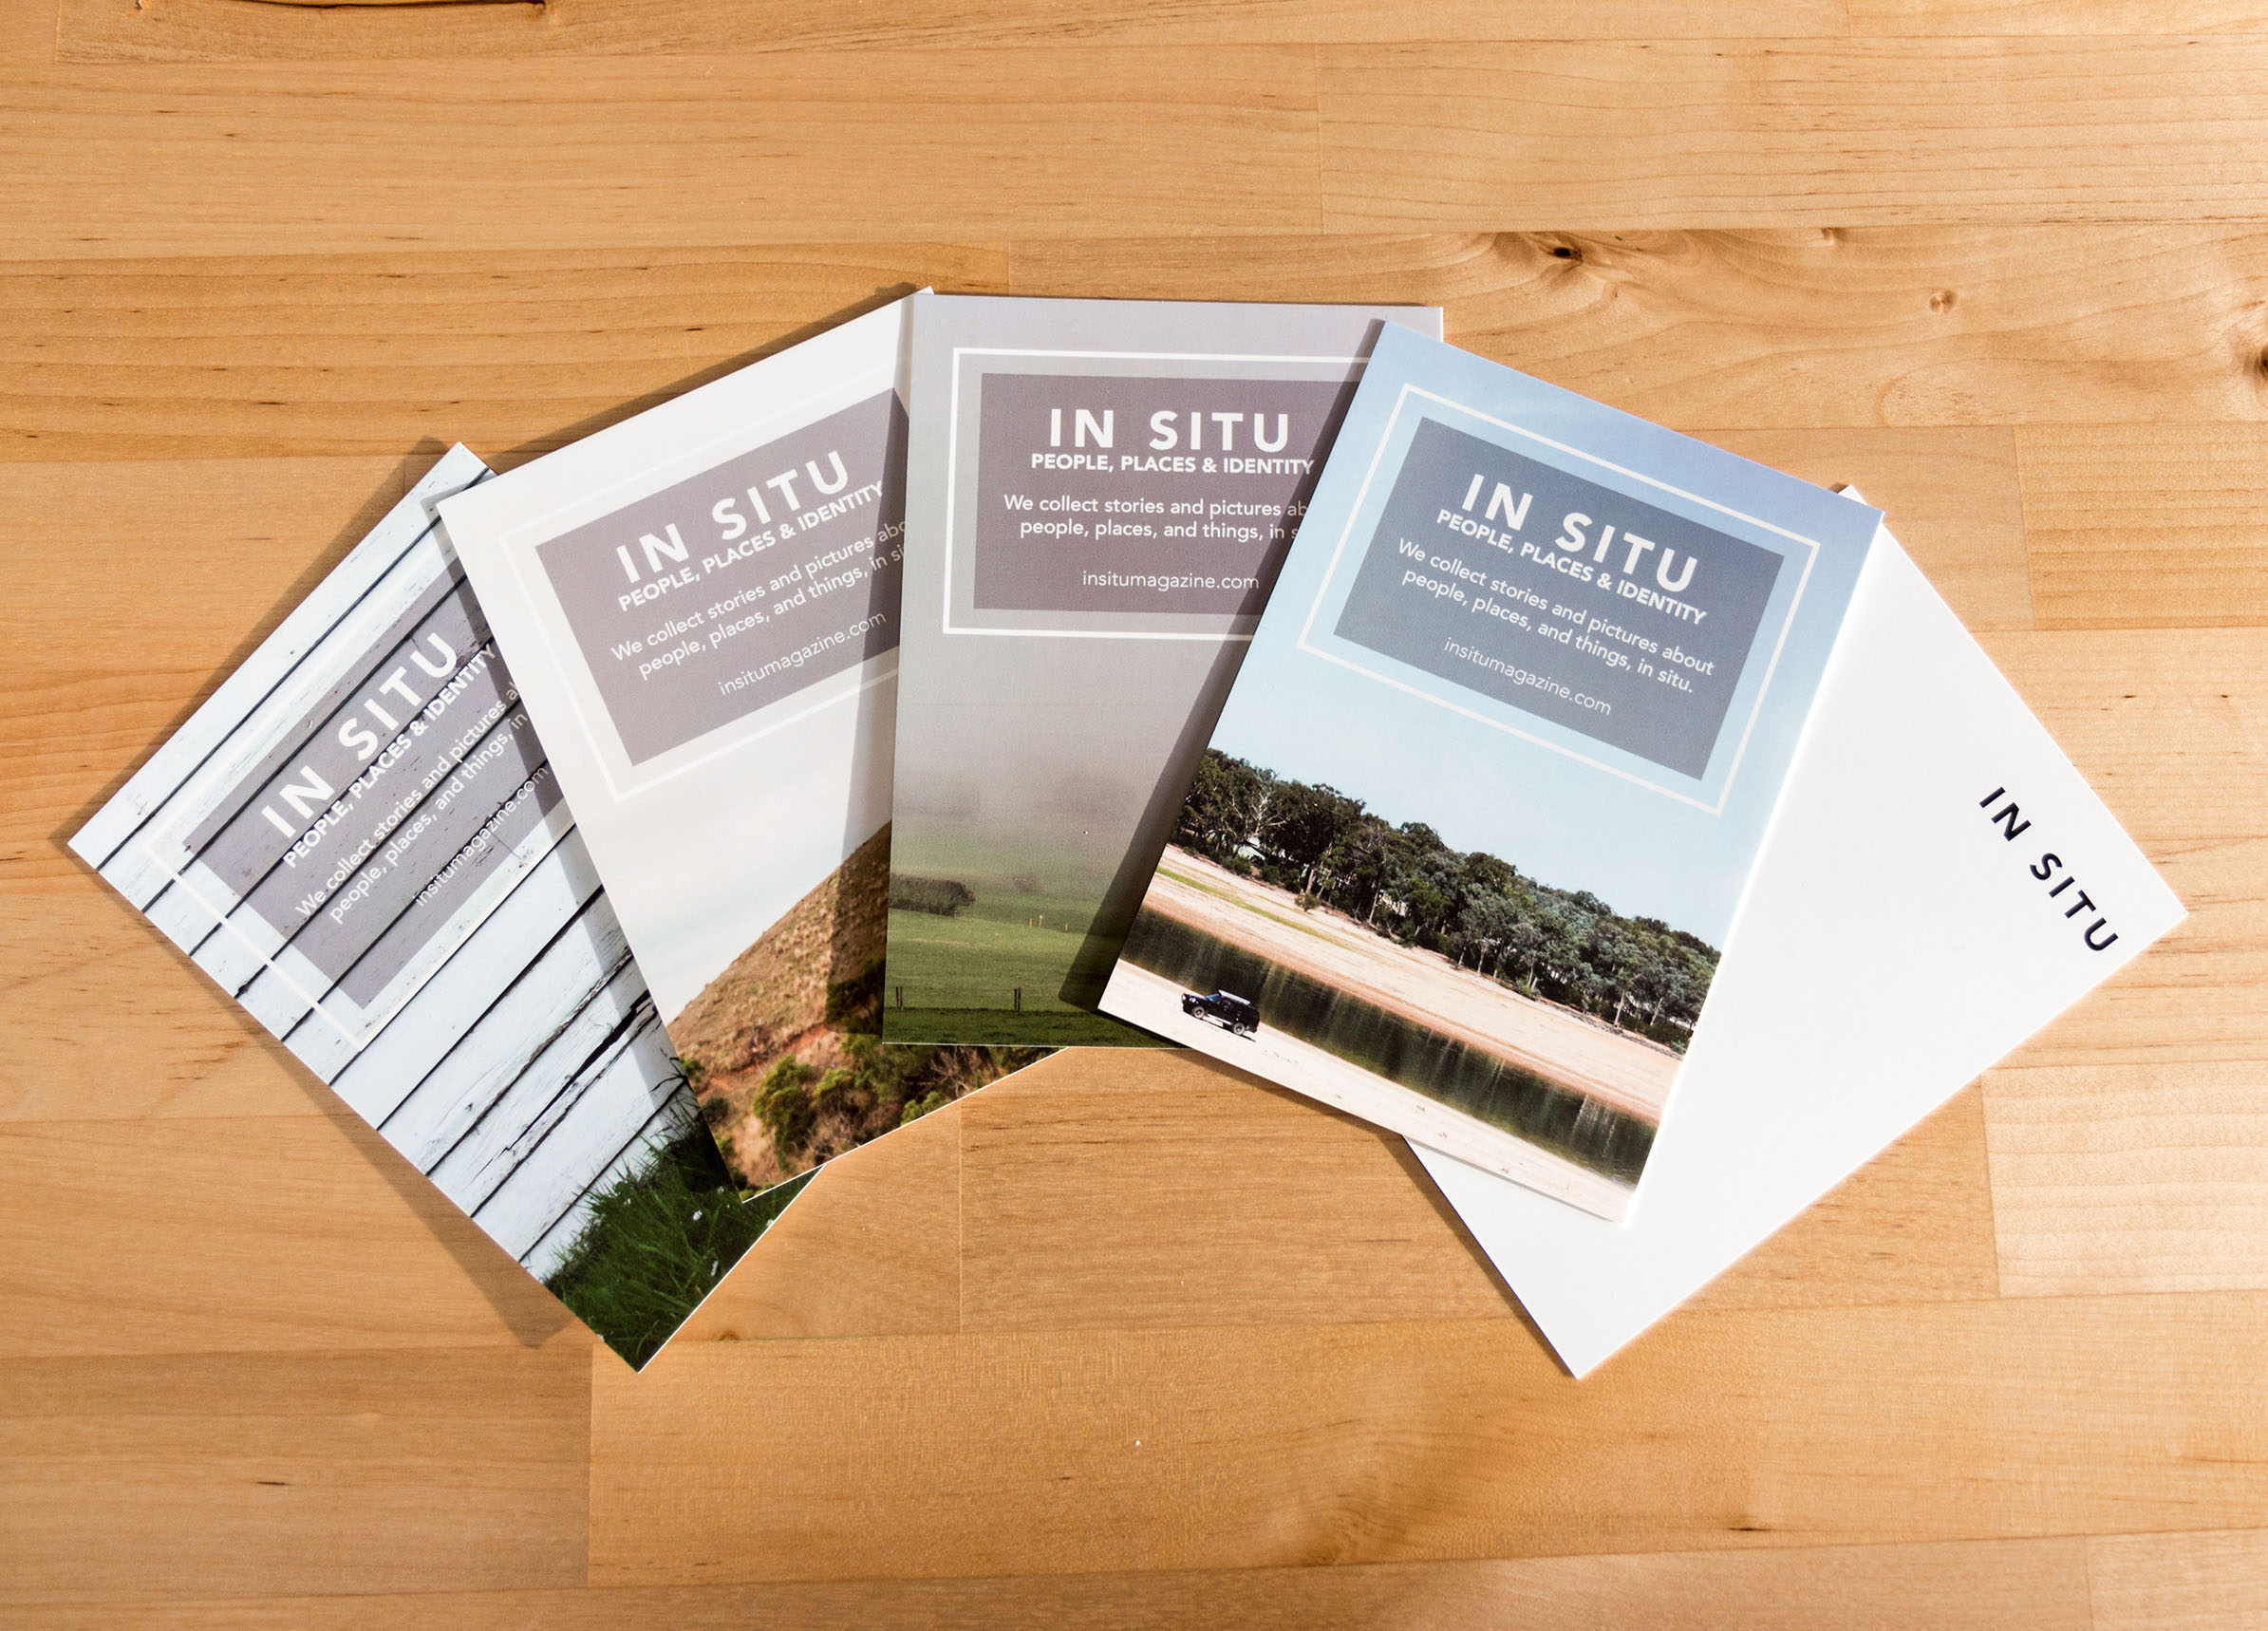 IN SITU
PEOPLE, PLACES & IDENTITY
We collect stories and pictures
people, places, and things, in
insitumagazine.com
IN SITU
PEOPLE, PLACES & IDENTITY
We collect stories and pictures
people, places, and things, in
insitumagazine.com
IN SITU
PEOPLE, PLACES & IDENTITY
We collect stories and pictures
people, places, and things, in
insitumagazine.com
IN SITU
PEOPLE, PLACES & IDENTITY
We collect stories and pictures about
people, places, and things, in situ.
insitumagazine.com
IN SITU